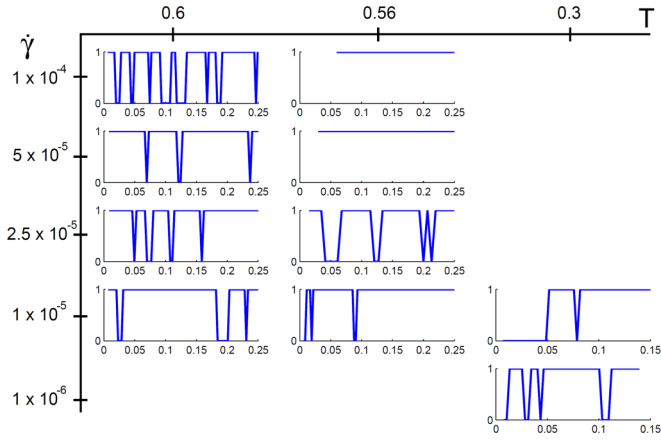 0.6 0.56 0.3 T
γ̇
1 x 10⁻⁴
1 1
0 0
0 0.05 0.1 0.15 0.2 0.25 0 0.05 0.1 0.15 0.2 0.25
5 x 10⁻⁵
1 1
0 0
0 0.05 0.1 0.15 0.2 0.25 0 0.05 0.1 0.15 0.2 0.25
2.5 x 10⁻⁵
1 1
0 0
0 0.05 0.1 0.15 0.2 0.25 0 0.05 0.1 0.15 0.2 0.25
1 x 10⁻⁵
1 1 1
0 0 0
0 0.05 0.1 0.15 0.2 0.25 0 0.05 0.1 0.15 0.2 0.25 0 0.05 0.1 0.15
1 x 10⁻⁶
1
0
0 0.05 0.1 0.15